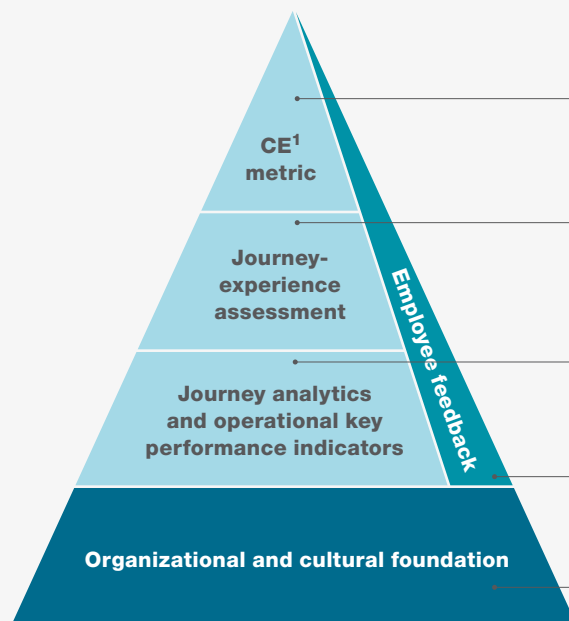 CE¹
metric
Journey-
experience
assessment
Employee feedback
Journey analytics
and operational key
performance indicators
Organizational and cultural foundation